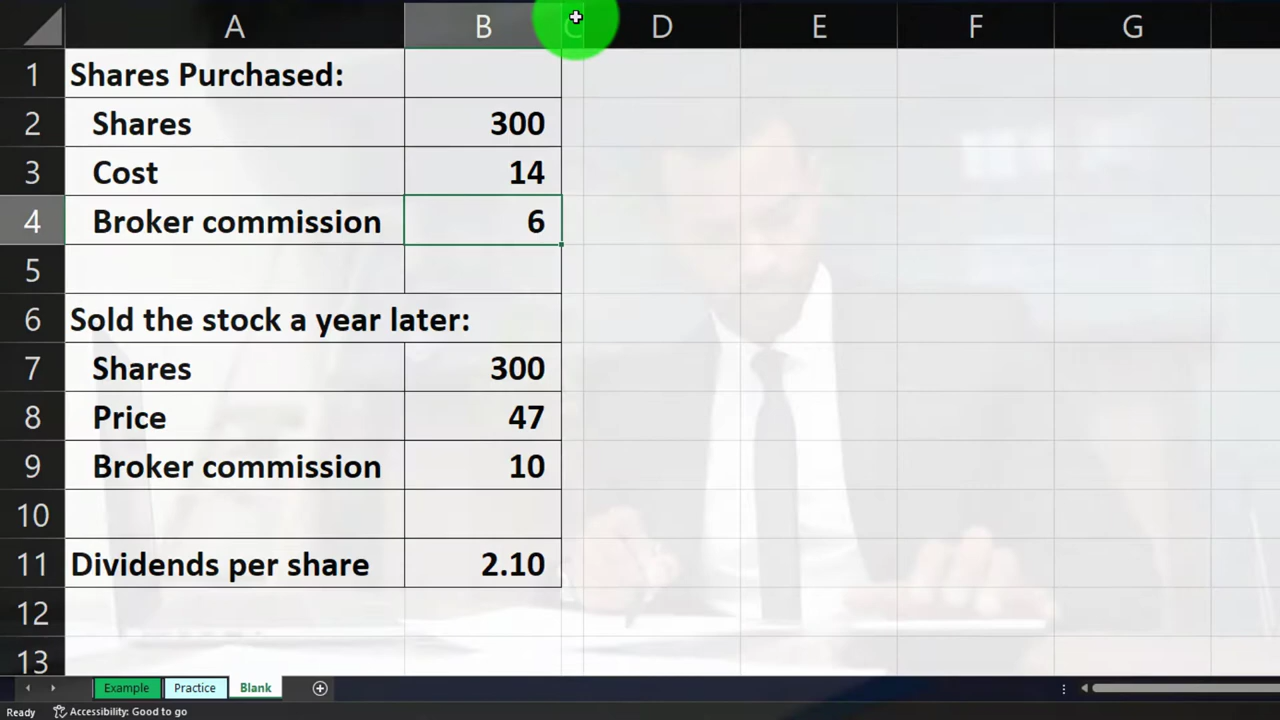 A B C D E F G
1 Shares Purchased:
2 Shares 300
3 Cost 14
4 Broker commission 6
5
6 Sold the stock a year later:
7 Shares 300
8 Price 47
9 Broker commission 10
10
11 Dividends per share 2.10
12
13
Example Practice Blank
Ready Accessibility: Good to go